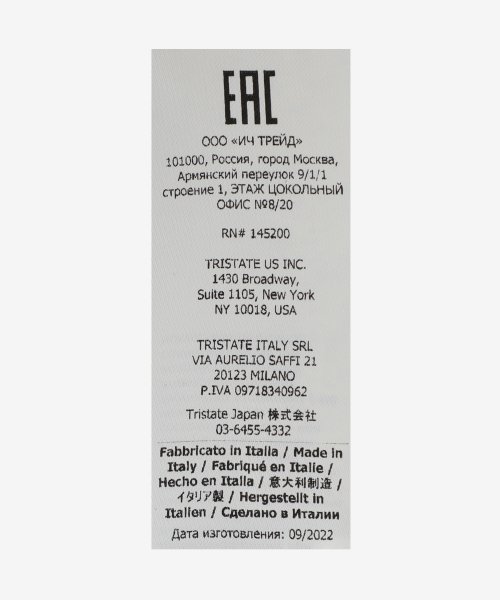 EAC
ООО «ИЧ ТРЕЙД»
101000, Россия, город Москва,
Армянский переулок 9/1/1
строение 1, ЭТАЖ ЦОКОЛЬНЫЙ
ОФИС №8/20
RN# 145200
TRISTATE US INC.
1430 Broadway,
Suite 1105, New York
NY 10018, USA
TRISTATE ITALY SRL
VIA AURELIO SAFFI 21
20123 MILANO
P.IVA 09718340962
Tristate Japan 株式会社
03-6455-4332
Fabbricato in Italia / Made in
Italy / Fabriqué en Italie /
Hecho en Italia / 意大利制造 /
イタリア製 / Hergestellt in
Italien / Сделано в Италии
Дата изготовления: 09/2022